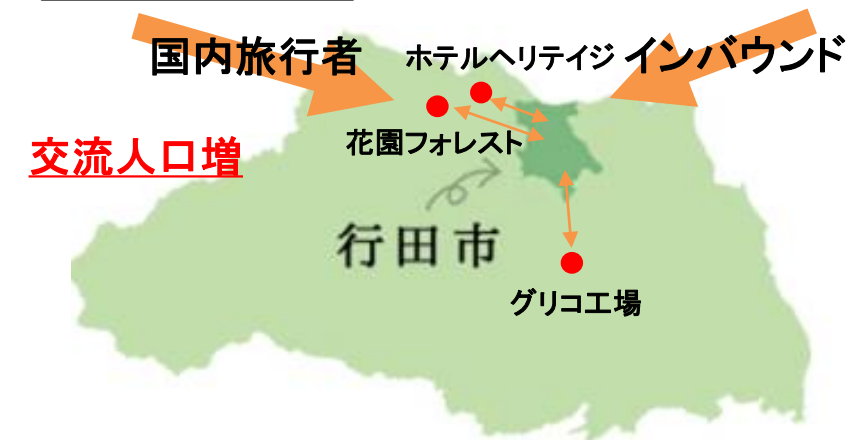 国内旅行者
ホテルヘリテイジ
インバウンド
花園フォレスト
交流人口増
行田市
グリコ工場